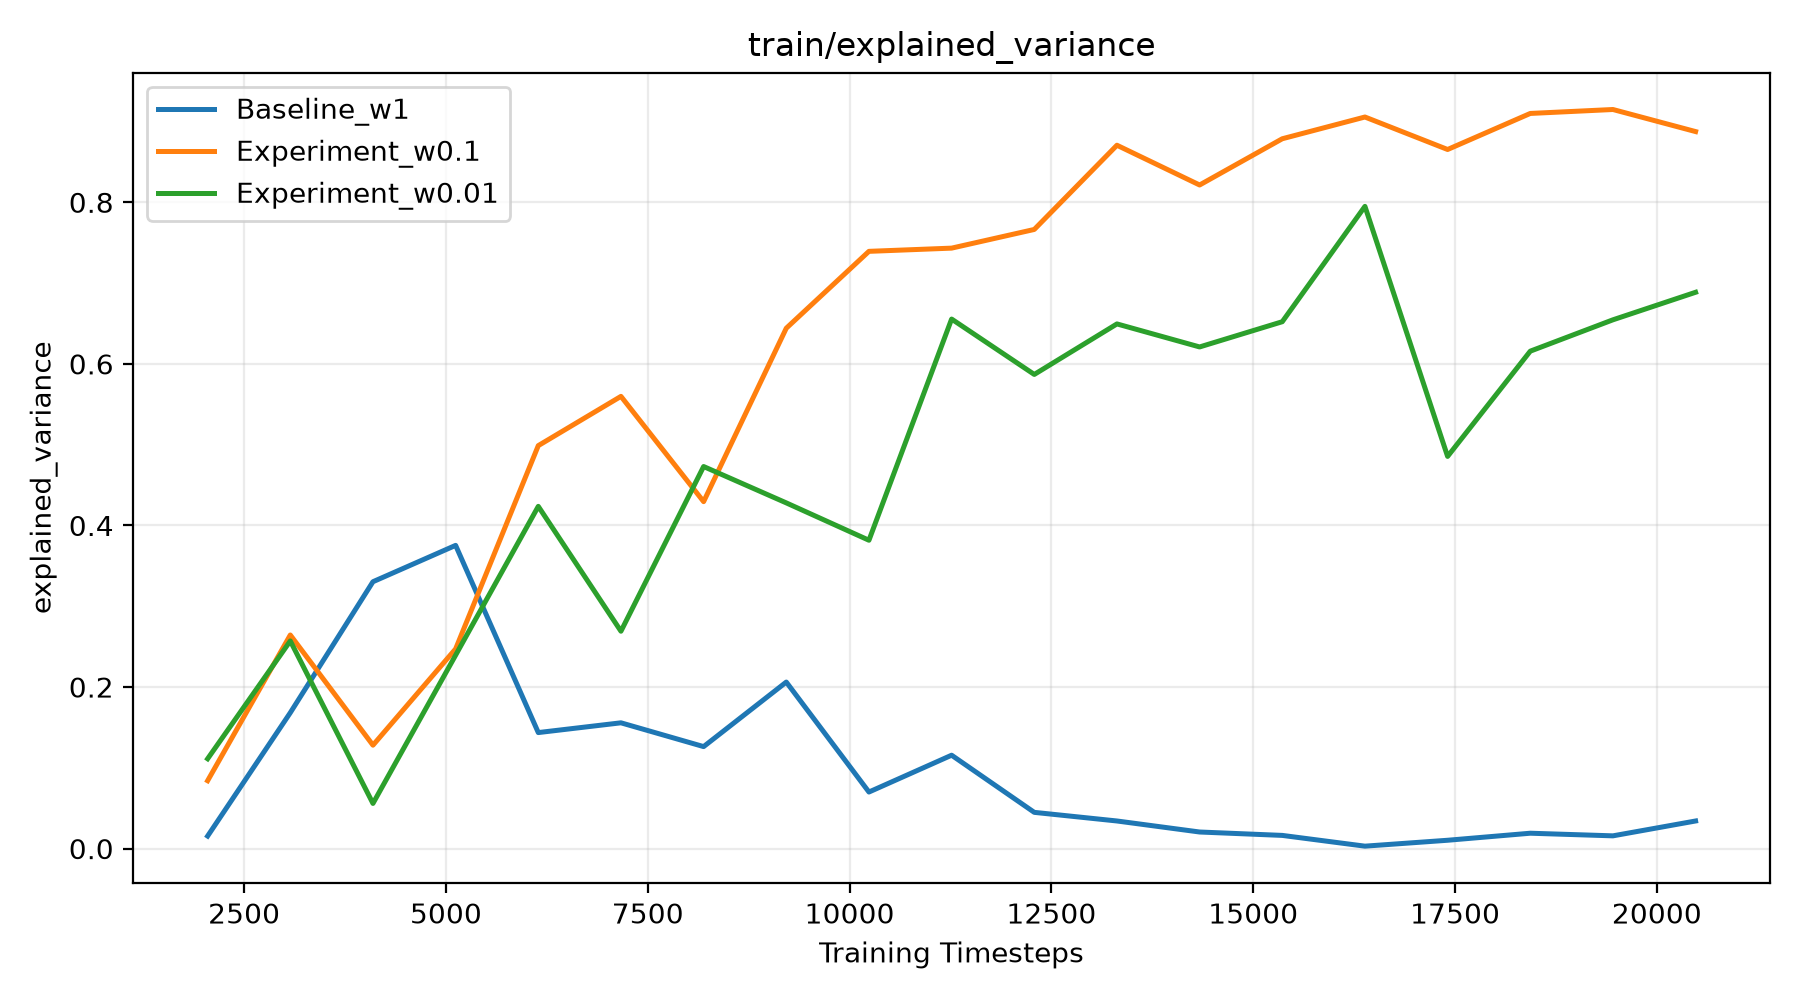 train/explained_variance
Baseline_w1
Experiment_w0.1
Experiment_w0.01
explained_variance
0.8
0.6
0.4
0.2
0.0
2500 5000 7500 10000 12500 15000 17500 20000
Training Timesteps